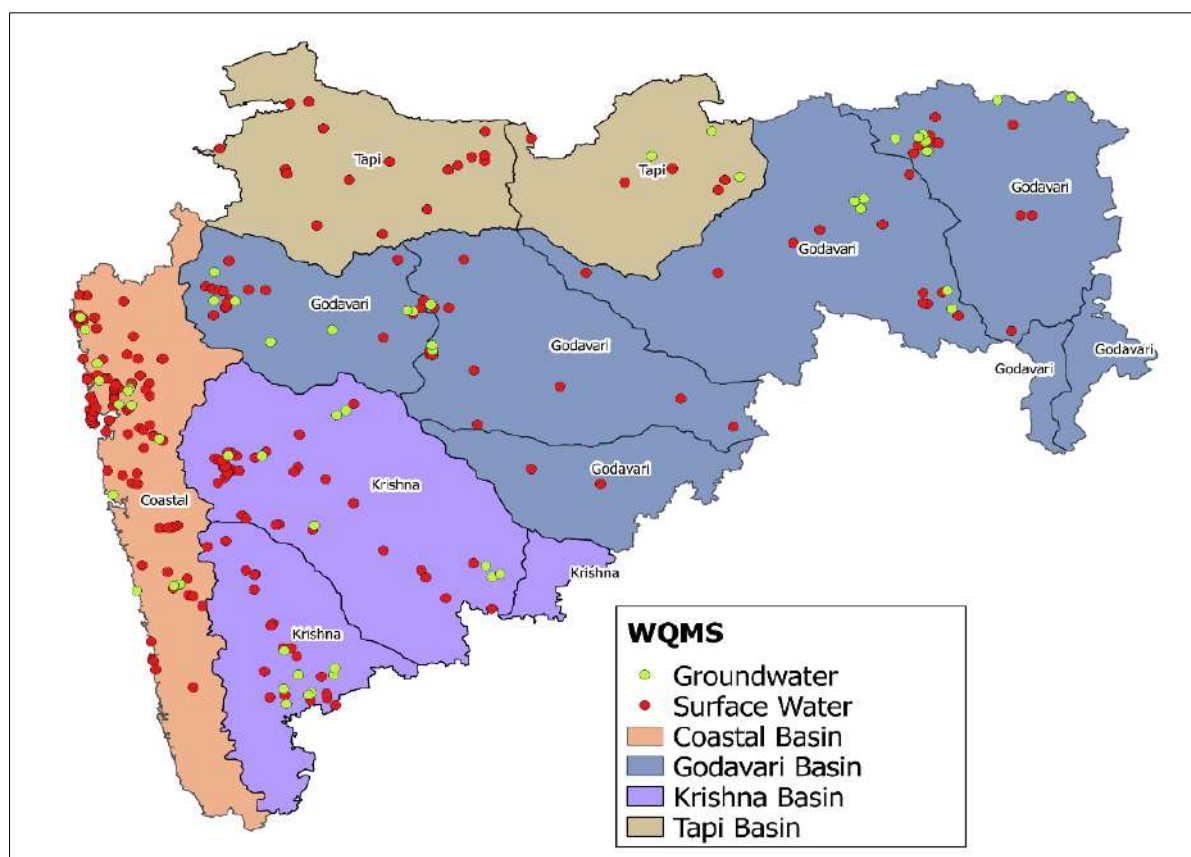 Tapi
Tapi
Godavari
Godavari
Godavari
Godavari
Godavari
Godavari
Godavari
Krishna
Coastal
Krishna
Krishna
WQMS
Groundwater
Surface Water
Coastal Basin
Godavari Basin
Krishna Basin
Tapi Basin